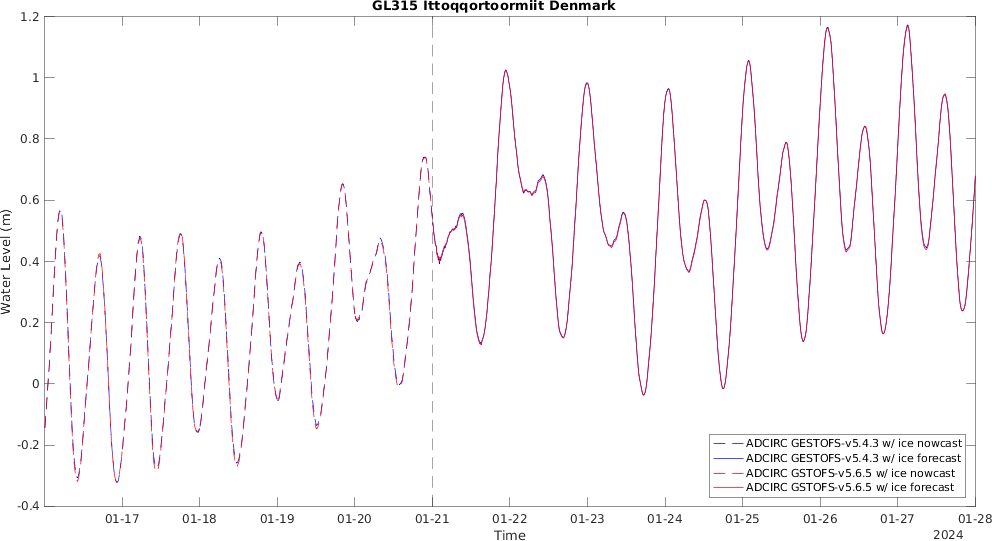 GL315 Ittoqqortoormiit Denmark
1.2
1
0.8
0.6
0.4
0.2
0
-0.2
-0.4
Water Level (m)
ADCIRC GESTOFS-v5.4.3 w/ ice nowcast
ADCIRC GESTOFS-v5.4.3 w/ ice forecast
ADCIRC GSTOFS-v5.6.5 w/ ice nowcast
ADCIRC GSTOFS-v5.6.5 w/ ice forecast
01-17 01-18 01-19 01-20 01-21 01-22 01-23 01-24 01-25 01-26 01-27 01-28
Time
2024